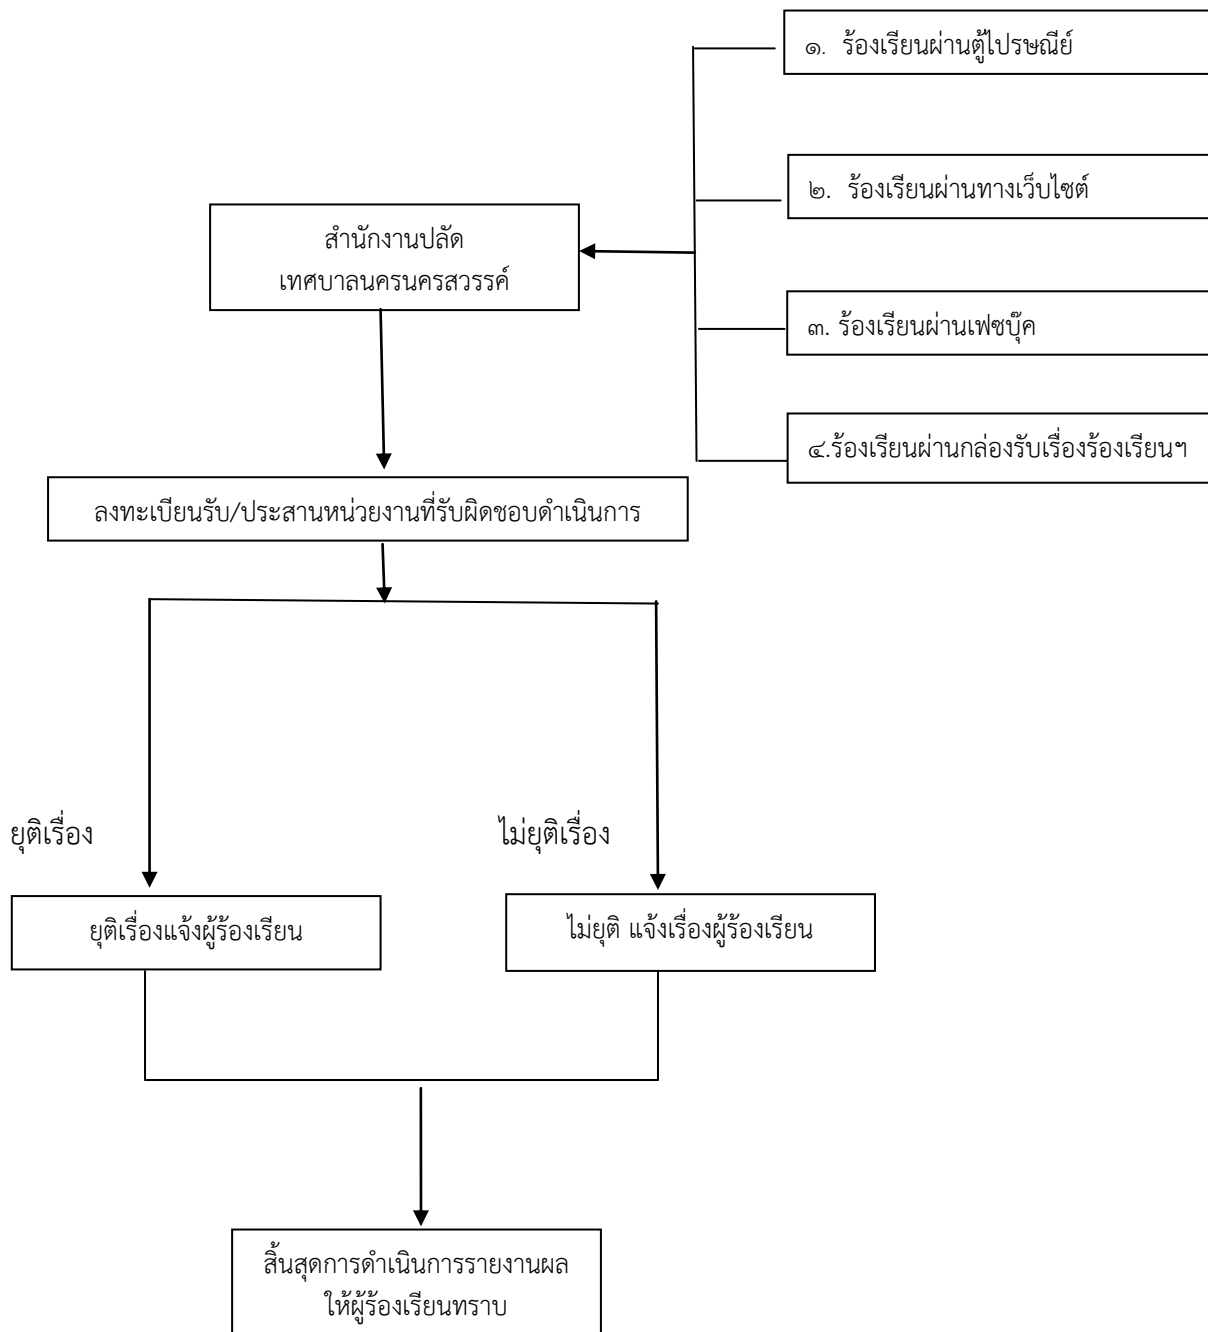 ๑. ร้องเรียนผ่านตู้ไปรษณีย์
๒. ร้องเรียนผ่านทางเว็บไซต์
สำนักงานปลัด
เทศบาลนครนครสวรรค์
๓. ร้องเรียนผ่านเฟซบุ๊ค
๔.ร้องเรียนผ่านกล่องรับเรื่องร้องเรียนฯ
ลงทะเบียนรับ/ประสานหน่วยงานที่รับผิดชอบดำเนินการ
ยุติเรื่อง
ไม่ยุติเรื่อง
ยุติเรื่องแจ้งผู้ร้องเรียน
ไม่ยุติ แจ้งเรื่องผู้ร้องเรียน
สิ้นสุดการดำเนินการรายงานผล
ให้ผู้ร้องเรียนทราบ